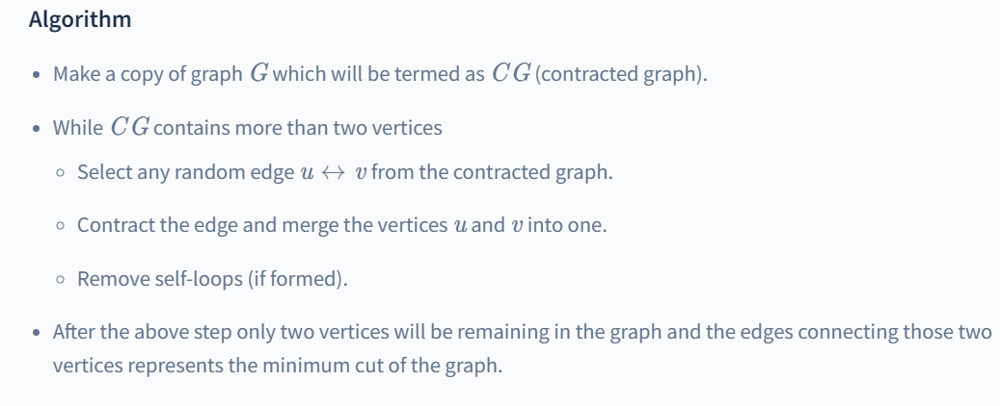 Algorithm
• Make a copy of graph G which will be termed as CG (contracted graph).
• While CG contains more than two vertices
◦ Select any random edge u ↔ v from the contracted graph.
◦ Contract the edge and merge the vertices u and v into one.
◦ Remove self-loops (if formed).
• After the above step only two vertices will be remaining in the graph and the edges connecting those two
vertices represents the minimum cut of the graph.